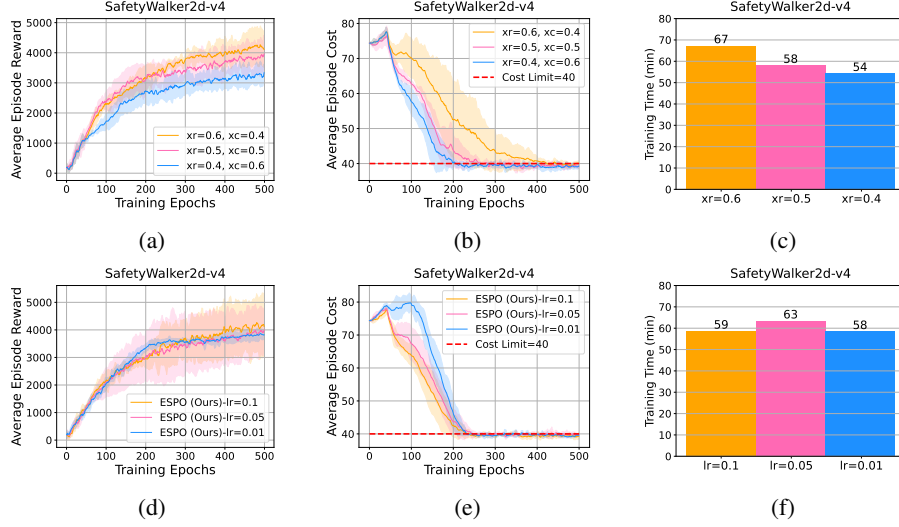 SafetyWalker2d-v4
Average Episode Reward
5000
4000
3000
2000
1000
0
xr=0.6, xc=0.4
xr=0.5, xc=0.5
xr=0.4, xc=0.6
0 100 200 300 400 500
Training Epochs
(a)
SafetyWalker2d-v4
Average Episode Cost
80
70
60
50
40
xr=0.6, xc=0.4
xr=0.5, xc=0.5
xr=0.4, xc=0.6
Cost Limit=40
0 100 200 300 400 500
Training Epochs
(b)
SafetyWalker2d-v4
Training Time (min)
80
70
60
50
40
30
20
10
0
67
58
54
xr=0.6 xr=0.5 xr=0.4
(c)
SafetyWalker2d-v4
Average Episode Reward
5000
4000
3000
2000
1000
0
ESPO (Ours)-lr=0.1
ESPO (Ours)-lr=0.05
ESPO (Ours)-lr=0.01
0 100 200 300 400 500
Training Epochs
(d)
SafetyWalker2d-v4
Average Episode Cost
80
70
60
50
40
ESPO (Ours)-lr=0.1
ESPO (Ours)-lr=0.05
ESPO (Ours)-lr=0.01
Cost Limit=40
0 100 200 300 400 500
Training Epochs
(e)
SafetyWalker2d-v4
Training Time (min)
80
70
60
50
40
30
20
10
0
59
63
58
lr=0.1 lr=0.05 lr=0.01
(f)